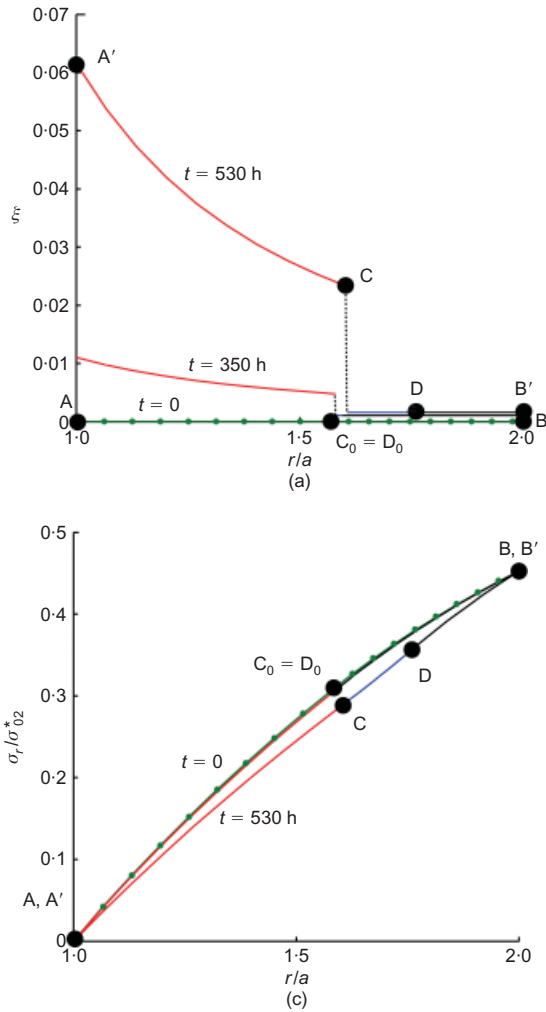 0·07
0·06
0·05
0·04
0·03
0·02
0·01
0
A′
t = 530 h
C
t = 350 h
A
t = 0
D
B′
B
C₀ = D₀
1·0
1·5
2·0
r/a
(a)
0·5
0·4
0·3
0·2
0·1
0
σᵣ/σ*₀₂
B, B′
C₀ = D₀
D
C
t = 0
t = 530 h
A, A′
1·0
1·5
2·0
r/a
(c)